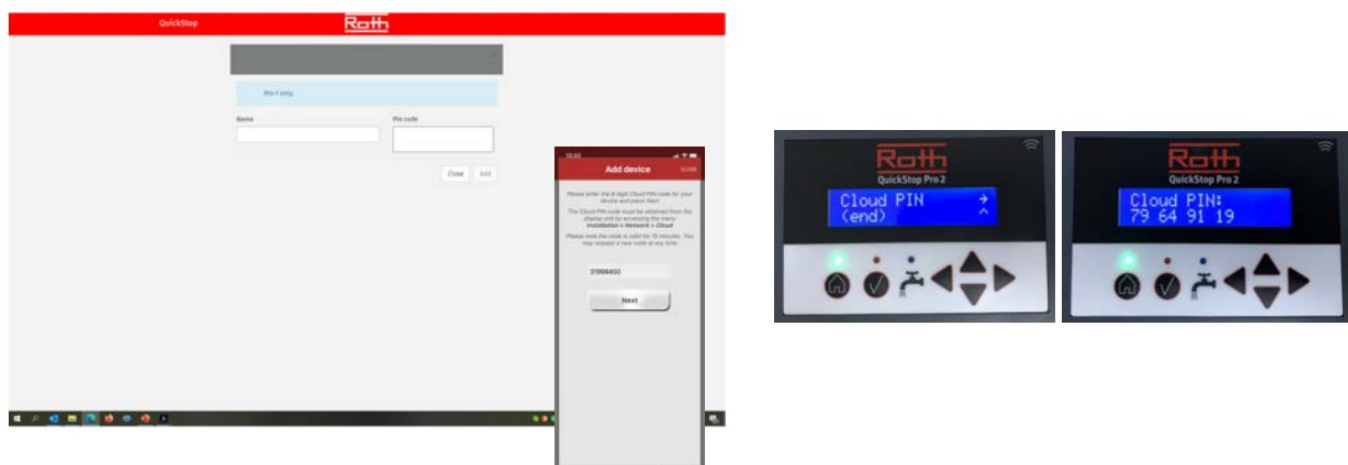 QuickStop
Roth
Pin-1 only
Name
Pin code
Close
Add
Add device
CLOSE
Please enter the 8 digit Cloud PIN code for your
device and press Next
The Cloud PIN code must be obtained from the
display unit by accessing the menu
Installation > Network > Cloud
Please note the code is valid for 10 minutes. You
may request a new code at any time.
Next
Roth
QuickStop Pro 2
Cloud PIN →
(end) ^
Roth
QuickStop Pro 2
Cloud PIN:
79 64 91 19